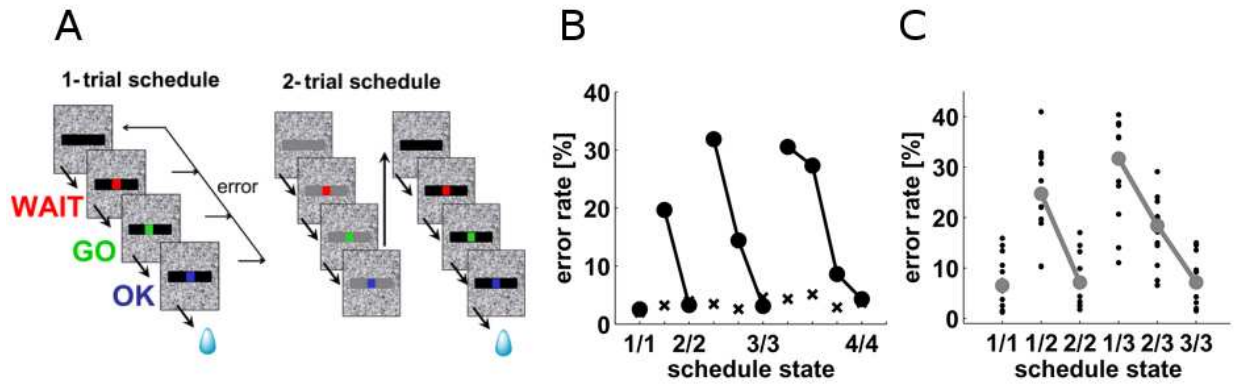 A
1-trial schedule
2-trial schedule
error
WAIT
GO
OK
B
error rate [%]
40
30
20
10
0
1/1 2/2 3/3 4/4
schedule state
C
error rate [%]
40
30
20
10
0
1/1 1/2 2/2 1/3 2/3 3/3
schedule state